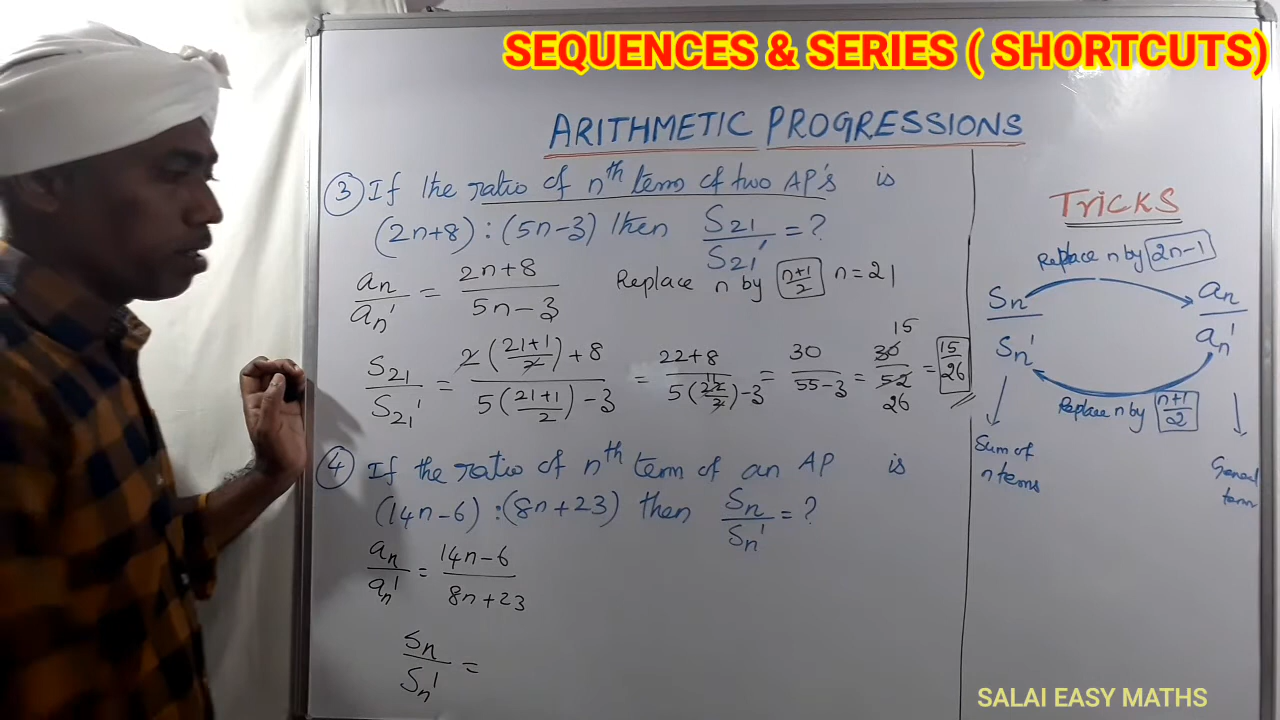 SEQUENCES & SERIES ( SHORTCUTS)
ARITHMETIC PROGRESSIONS
③ If the ratio of nth term of two AP's is
(2n+8) : (5n-3) then S21/S21' = ?
an/an' = 2n+8/5n-3 Replace n by n+1/2 n=21
S21/S21' = 2(21+1/2)+8/5(21+1/2)-3 = 22+8/5(22/2)-3 = 30/55-3 = 30/52 = 15/26
11
15
26
④ If the ratio of nth term of an AP is
(14n-6) : (8n+23) then Sn/Sn' = ?
an/an' = 14n-6/8n+23
Sn/Sn' =
Tricks
Replace n by 2n-1
Sn/Sn' an/an'
Replace n by n+1/2
Sum of
n terms
General
term
SALAI EASY MATHS